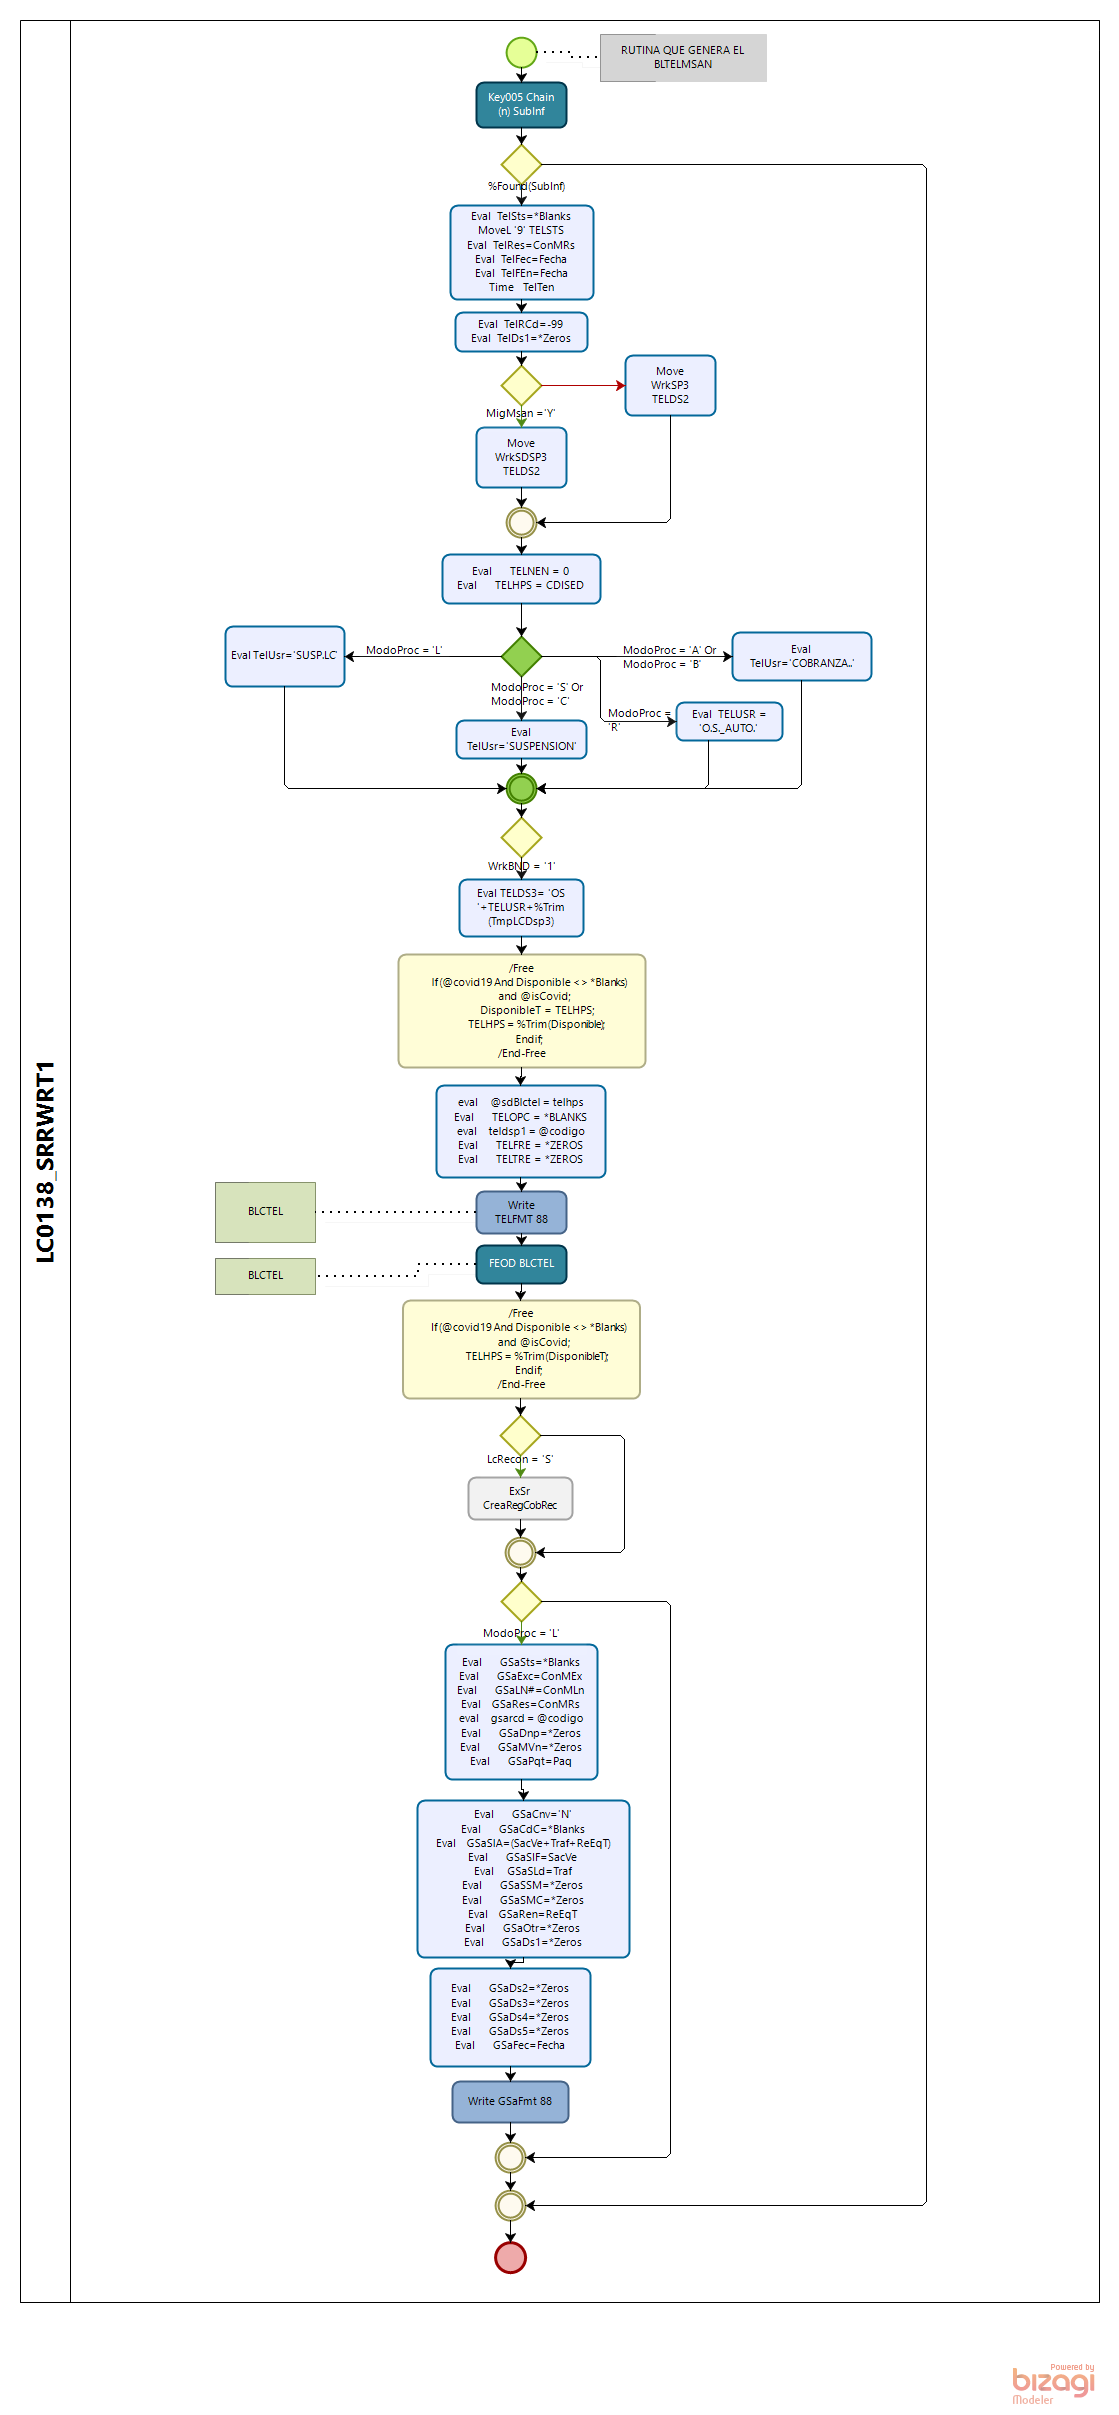 LC0138_SRRWRT1
RUTINA QUE GENERA EL
BLTELMSAN
Key005 Chain
(n) SubInf
%Found(SubInf)
Eval  TelSts=*Blanks
MoveL '9' TELSTS
Eval  TelRes=ConMRs
Eval  TelFec=Fecha
Eval  TelFEn=Fecha
Time   TelTen
Eval  TelRCd=-99
Eval  TelDs1=*Zeros
Move
WrkSP3
TELDS2
MigMsan ='Y'
Move
WrkSDSP3
TELDS2
Eval      TELNEN = 0
Eval      TELHPS = CDISED
Eval TelUsr='SUSP.LC'
ModoProc = 'L'
ModoProc = 'A' Or
ModoProc = 'B'
Eval
TelUsr='COBRANZA..'
ModoProc = 'S' Or
ModoProc = 'C'
ModoProc =
'R'
Eval  TELUSR =
'O.S._AUTO.'
Eval
TelUsr='SUSPENSION'
WrkBND = '1'
Eval TELDS3= 'OS
'+TELUSR+%Trim
(TmpLCDsp3)
/Free
If (@covid19 And Disponible <> *Blanks)
and @isCovid;
DisponibleT = TELHPS;
TELHPS = %Trim(Disponible);
Endif;
/End-Free
eval    @sdBlctel = telhps
Eval      TELOPC = *BLANKS
eval    teldsp1 = @codigo
Eval      TELFRE = *ZEROS
Eval      TELTRE = *ZEROS
BLCTEL
Write
TELFMT 88
BLCTEL
FEOD BLCTEL
/Free
If (@covid19 And Disponible <> *Blanks)
and @isCovid;
TELHPS = %Trim(DisponibleT);
Endif;
/End-Free
LcRecon = 'S'
ExSr
CreaRegCobRec
ModoProc = 'L'
Eval      GSaSts=*Blanks
Eval      GSaExc=ConMEx
Eval      GSaLN#=ConMLn
Eval    GSaRes=ConMRs
eval    gsarcd = @codigo
Eval      GSaDnp=*Zeros
Eval      GSaMVn=*Zeros
Eval      GSaPqt=Paq
Eval      GSaCnv='N'
Eval      GSaCdC=*Blanks
Eval    GSaSIA=(SacVe+Traf+ReEqT)
Eval      GSaSIF=SacVe
Eval      GSaSLd=Traf
Eval      GSaSSM=*Zeros
Eval      GSaSMC=*Zeros
Eval    GSaRen=ReEqT
Eval      GSaOtr=*Zeros
Eval      GSaDs1=*Zeros
Eval      GSaDs2=*Zeros
Eval      GSaDs3=*Zeros
Eval      GSaDs4=*Zeros
Eval      GSaDs5=*Zeros
Eval      GSaFec=Fecha
Write GSaFmt 88
Powered by
bizagi
Modeler